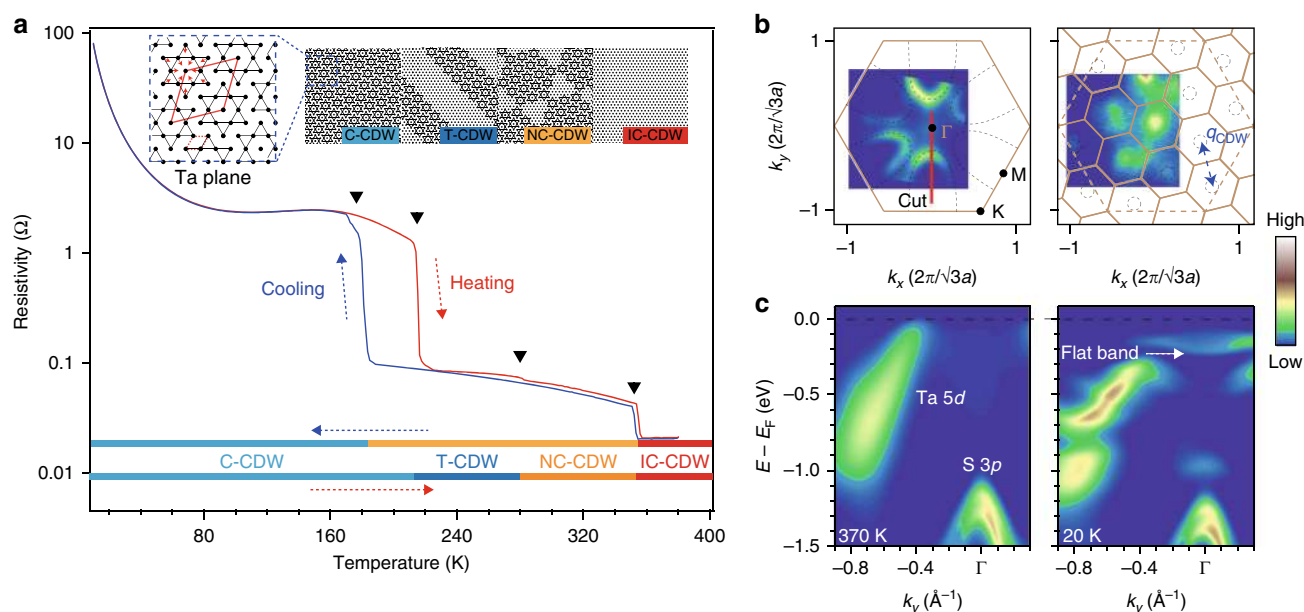 a
100
10
1
0.1
0.01
Resistivity (Ω)
Ta plane
C-CDW
T-CDW
NC-CDW
IC-CDW
Cooling
Heating
C-CDW
T-CDW
NC-CDW
IC-CDW
80
160
240
320
400
Temperature (K)
b
1
−1
k_y (2π/√3a)
Γ
M
K
Cut
−1
1
k_x (2π/√3a)
q_CDW
−1
1
k_x (2π/√3a)
High
Low
c
0.0
−0.5
−1.0
−1.5
E − E_F (eV)
Ta 5d
S 3p
370 K
−0.8
−0.4
Γ
k_y (Å⁻¹)
Flat band
20 K
−0.8
−0.4
Γ
k_y (Å⁻¹)